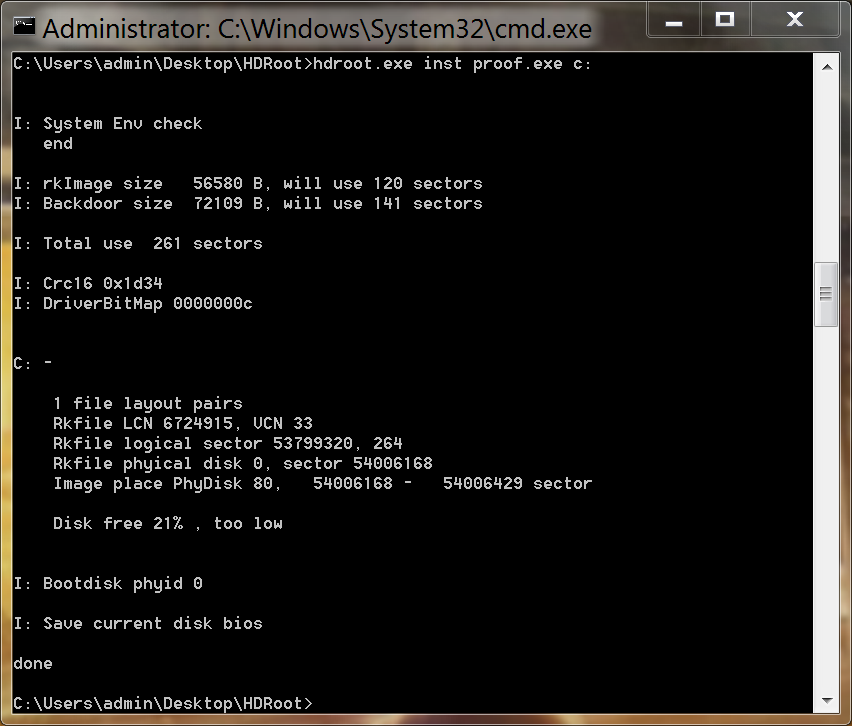 Administrator: C:\Windows\System32\cmd.exe
C:\Users\admin\Desktop\HDRoot>hdroot.exe inst proof.exe c:
I: System Env check
   end
I: rkImage size   56580 B, will use 120 sectors
I: Backdoor size  72109 B, will use 141 sectors
I: Total use  261 sectors
I: Crc16 0x1d34
I: DriverBitMap 0000000c
C: -
    1 file layout pairs
    Rkfile LCN 6724915, VCN 33
    Rkfile logical sector 53799320, 264
    Rkfile phyical disk 0, sector 54006168
    Image place PhyDisk 80,   54006168 -   54006429 sector
    Disk free 21% , too low
I: Bootdisk phyid 0
I: Save current disk bios
done
C:\Users\admin\Desktop\HDRoot>